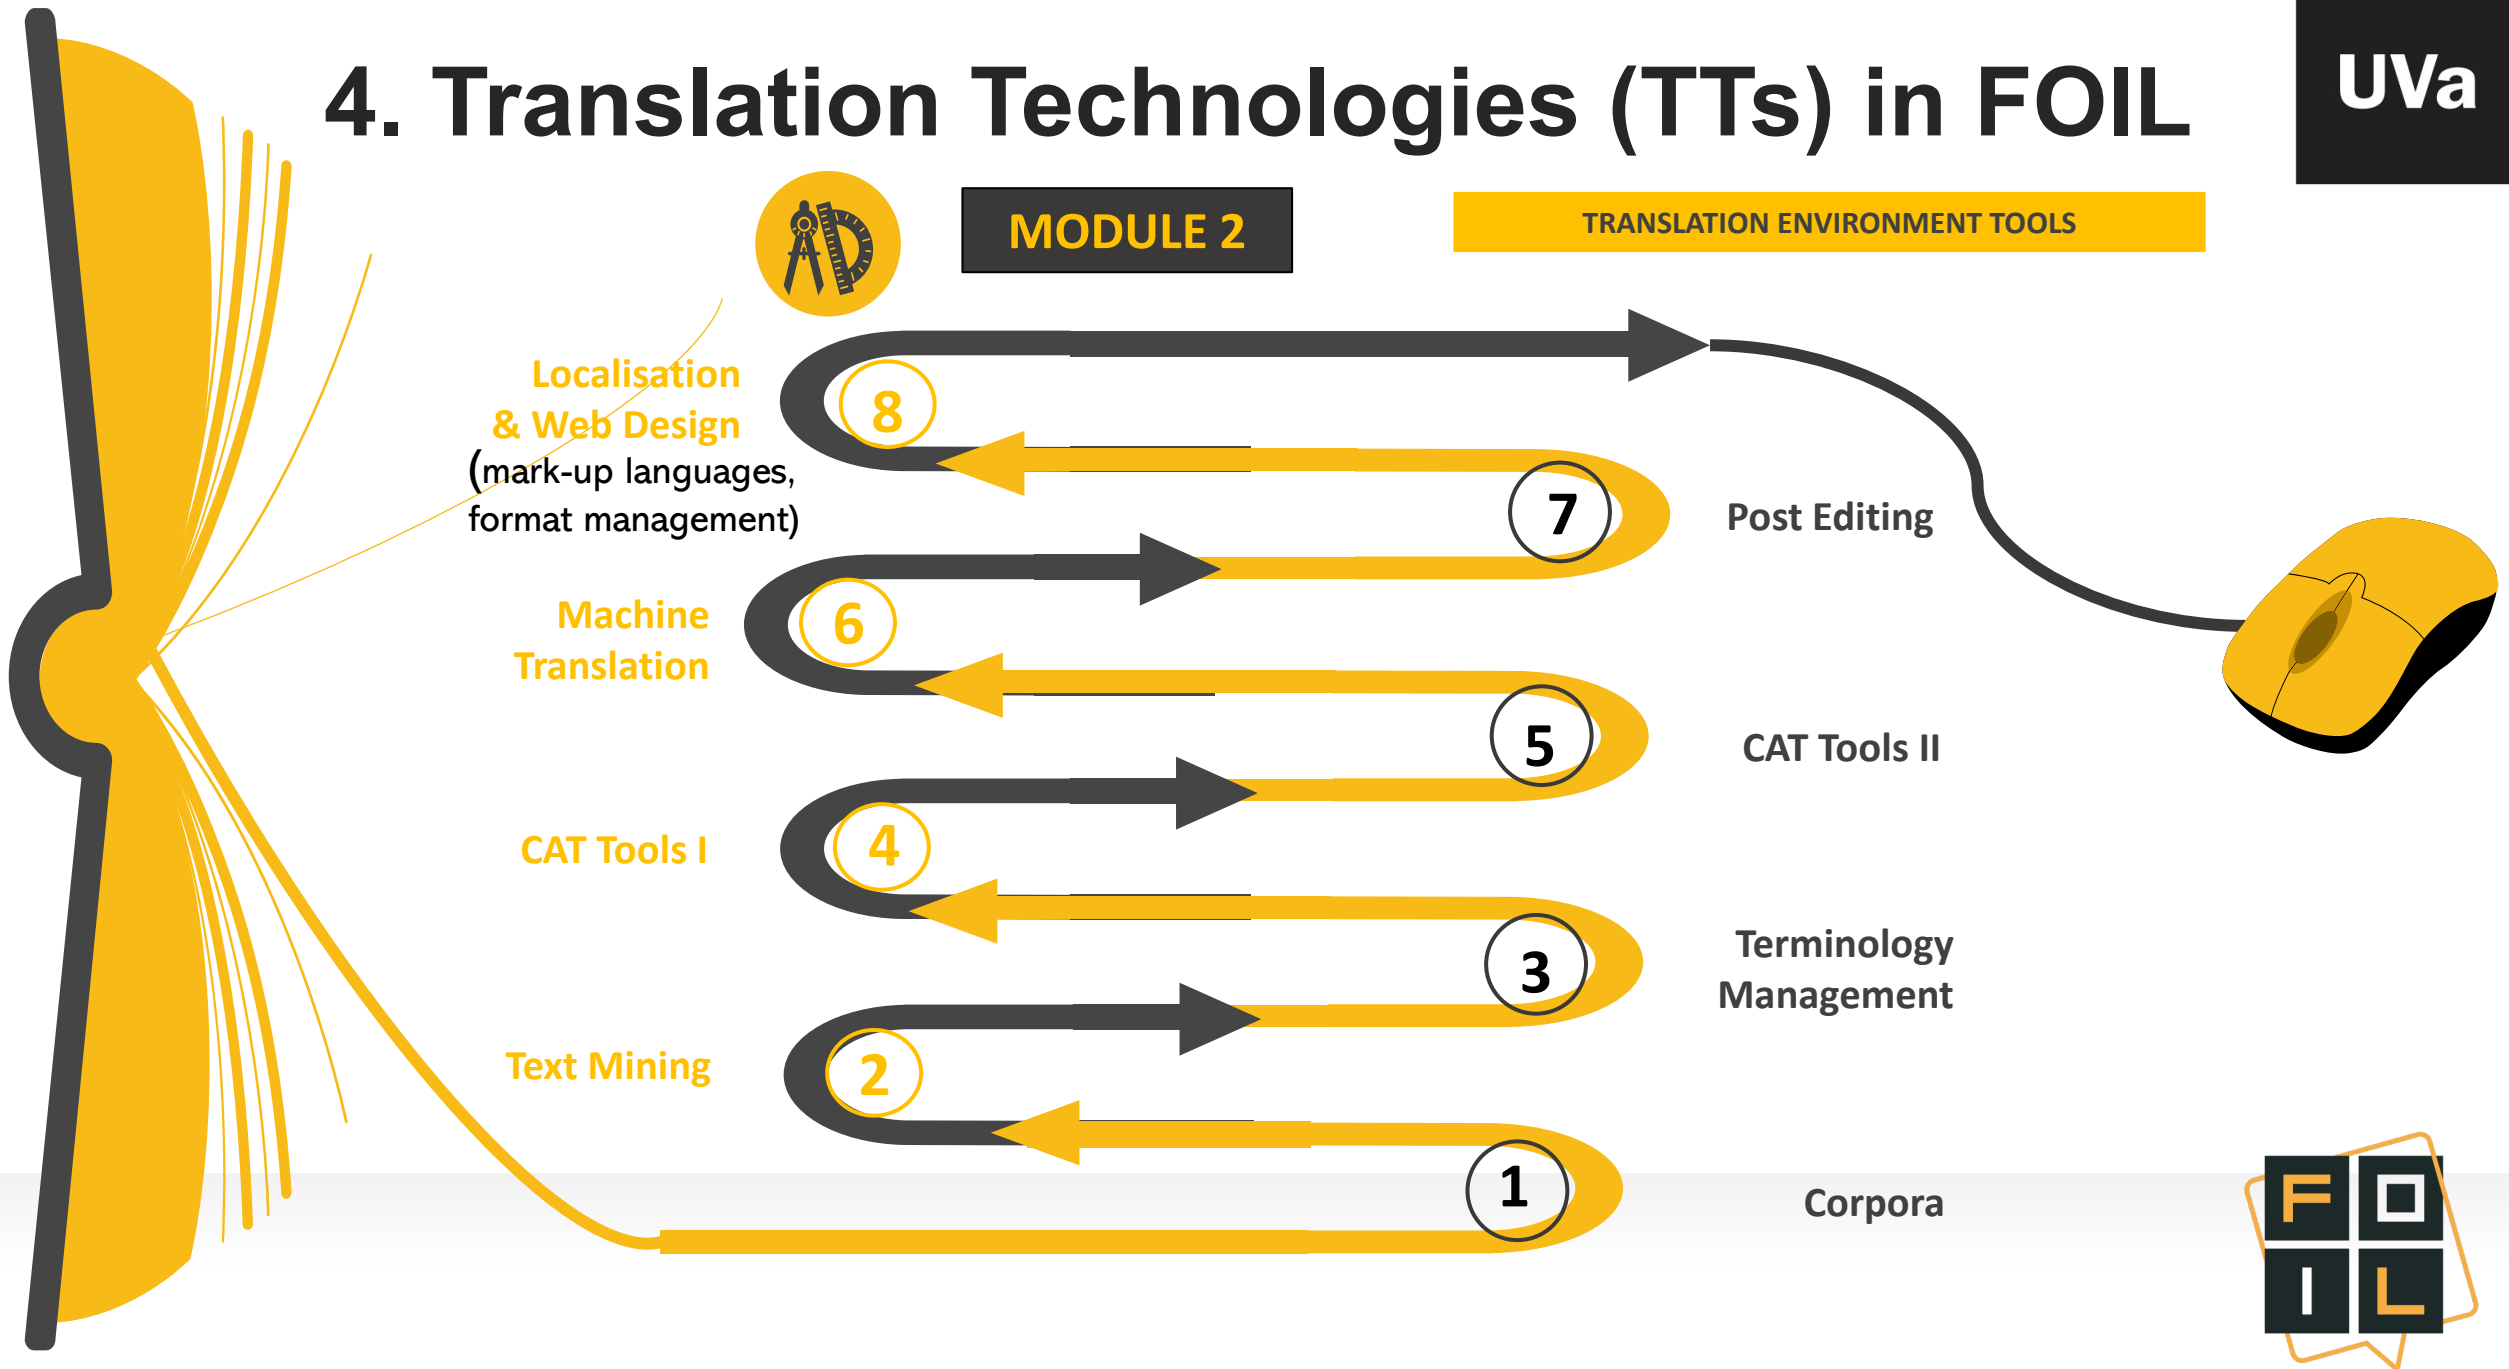 4. Translation Technologies (TTs) in FOIL
UVa
MODULE 2
TRANSLATION ENVIRONMENT TOOLS
Localisation
& Web Design
(mark-up languages,
format management)
8
7
Post Editing
Machine
Translation
6
5
CAT Tools II
CAT Tools I
4
3
Terminology
Management
Text Mining
2
1
Corpora
F O
I L